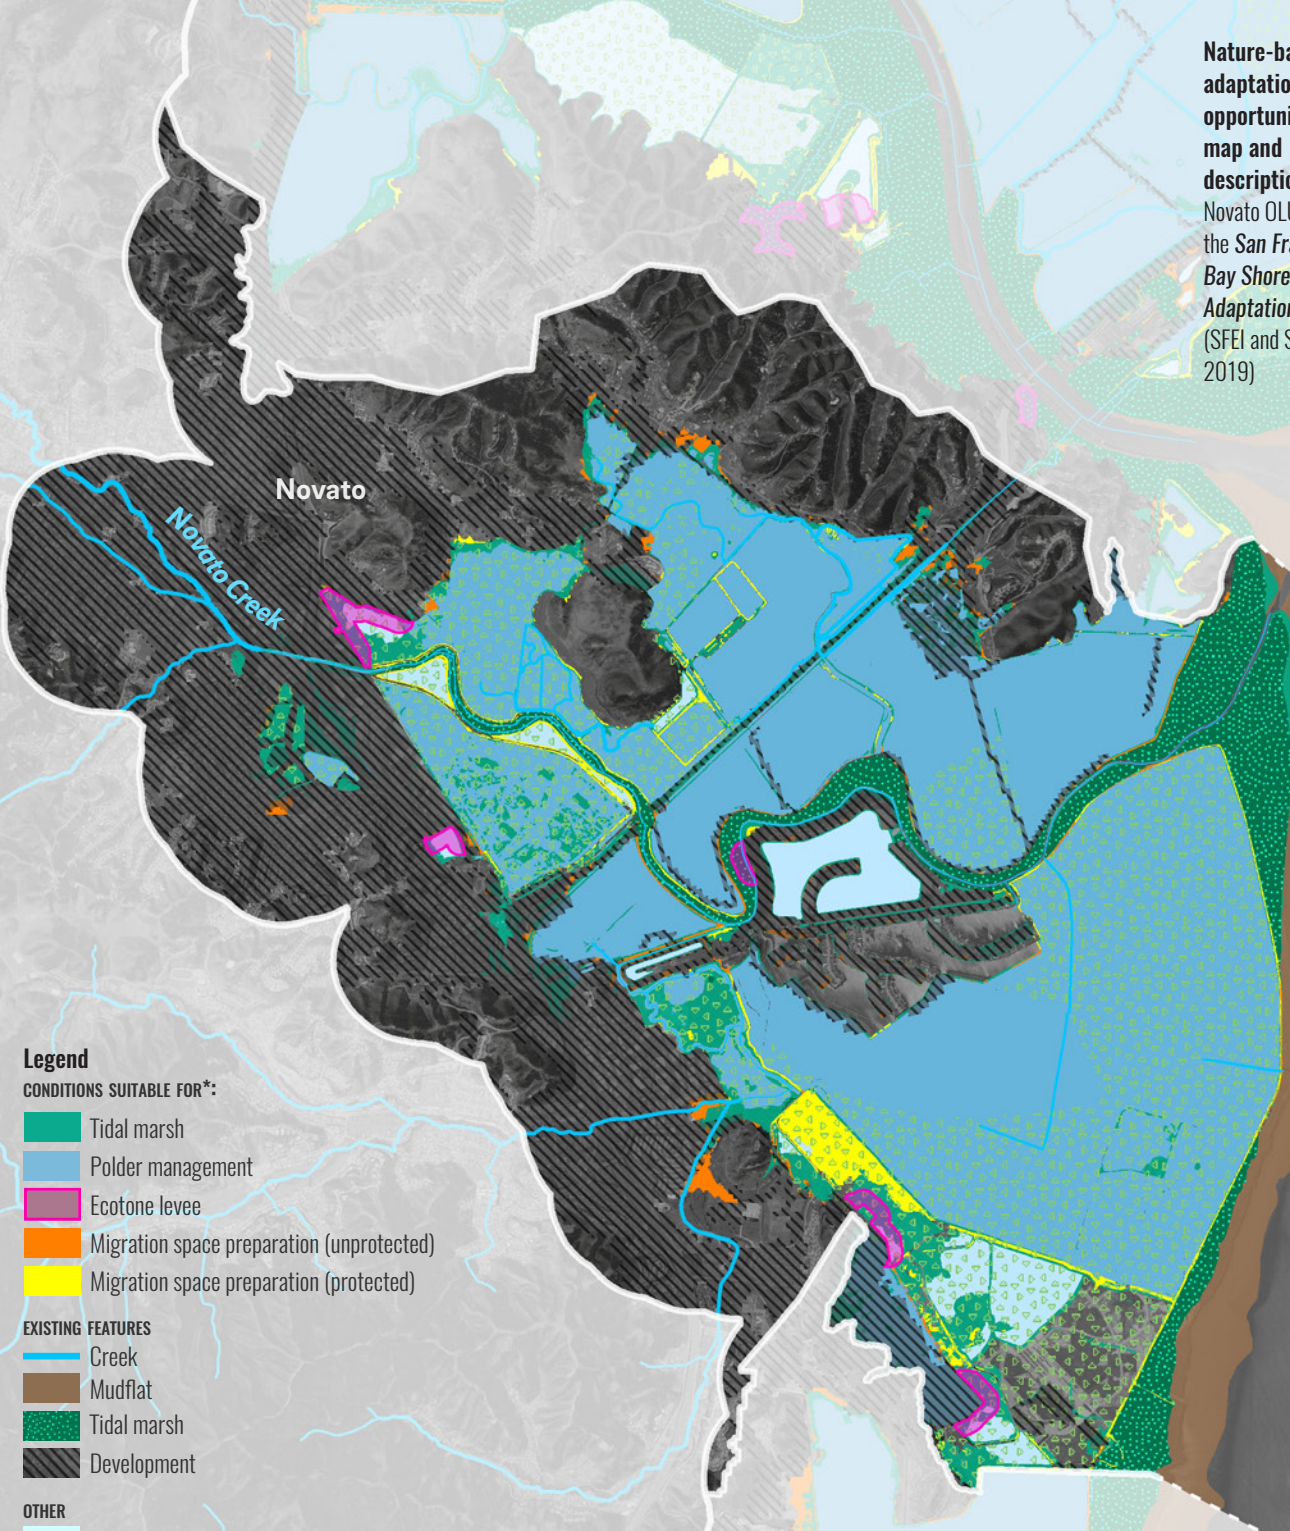 Nature-ba
adaptatio
opportuni
map and
descriptio
Novato OLU
the San Fra
Bay Shore
Adaptation
(SFEI and S
2019)
Novato
Novato Creek
Legend
CONDITIONS SUITABLE FOR*:
Tidal marsh
Polder management
Ecotone levee
Migration space preparation (unprotected)
Migration space preparation (protected)
EXISTING FEATURES
Creek
Mudflat
Tidal marsh
Development
OTHER